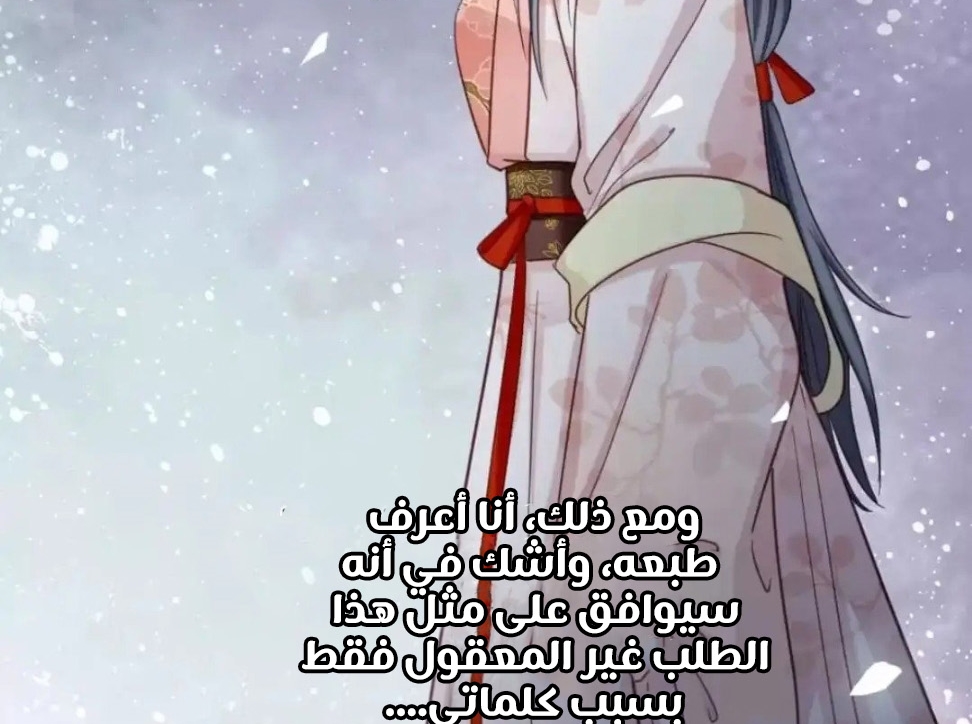 ومع ذلك، أنا أعرف
طبعه، وأشك في أنه
سيوافق على مثل هذا
الطلب غير المعقول فقط
بسبب كلماتي....